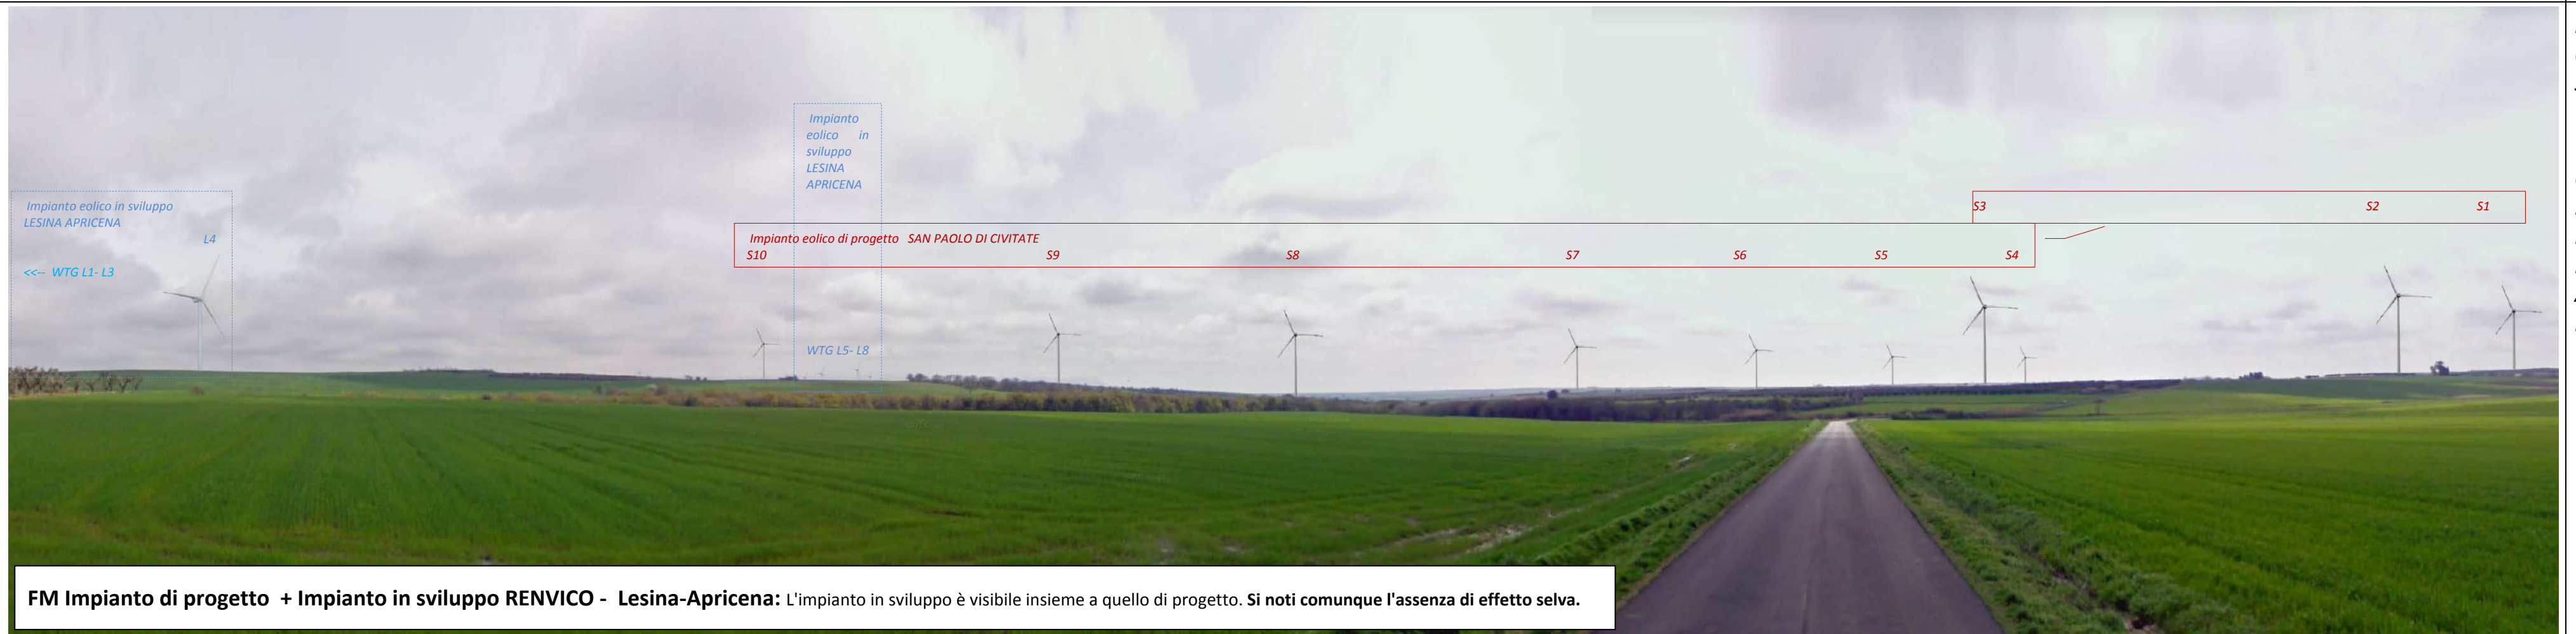 Impianto eolico in sviluppo
LESINA APRICENA
L4
<<-- WTG L1- L3
Impianto
eolico in
sviluppo
LESINA
APRICENA
WTG L5- L8
Impianto eolico di progetto SAN PAOLO DI CIVITATE
S10 S9 S8 S7 S6 S5 S4
S3 S2 S1
FM Impianto di progetto + Impianto in sviluppo RENVICO - Lesina-Apricena: L'impianto in sviluppo è visibile insieme a quello di progetto. Si noti comunque l'assenza di effetto selva.